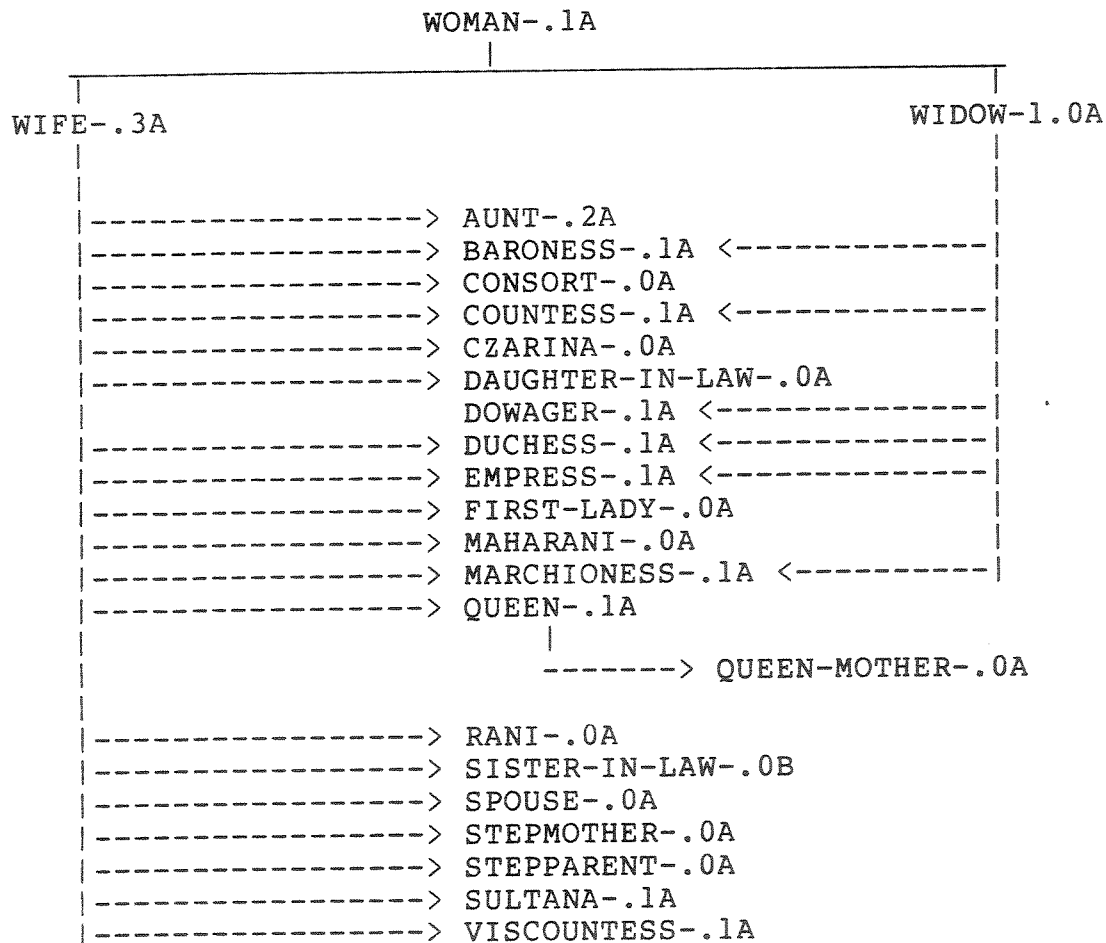 WOMAN-.1A
WIFE-.3A WIDOW-1.0A
AUNT-.2A
BARONESS-.1A
CONSORT-.0A
COUNTESS-.1A
CZARINA-.0A
DAUGHTER-IN-LAW-.0A
DOWAGER-.1A
DUCHESS-.1A
EMPRESS-.1A
FIRST-LADY-.0A
MAHARANI-.0A
MARCHIONESS-.1A
QUEEN-.1A
QUEEN-MOTHER-.0A
RANI-.0A
SISTER-IN-LAW-.0B
SPOUSE-.0A
STEPMOTHER-.0A
STEPPARENT-.0A
SULTANA-.1A
VISCOUNTESS-.1A